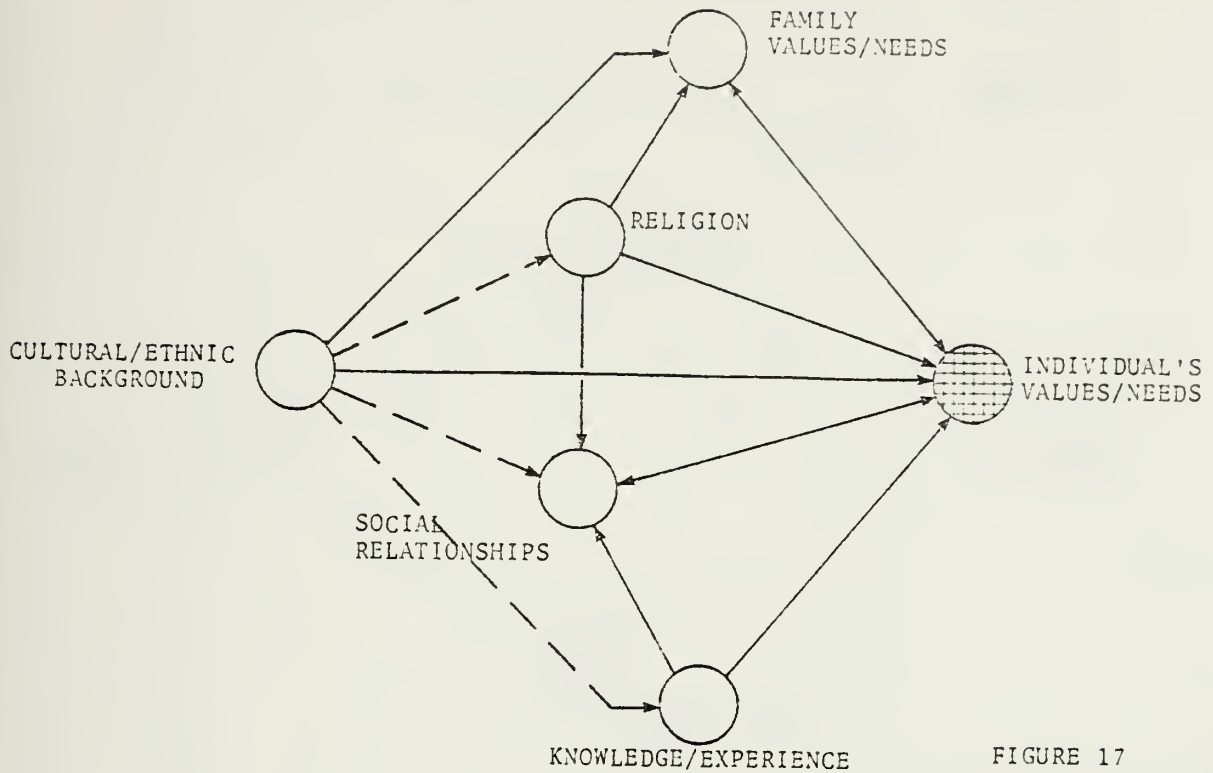 FAMILY
VALUES/NEEDS
RELIGION
CULTURAL/ETHNIC
BACKGROUND
INDIVIDUAL'S
VALUES/NEEDS
SOCIAL
RELATIONSHIPS
KNOWLEDGE/EXPERIENCE
FIGURE 17